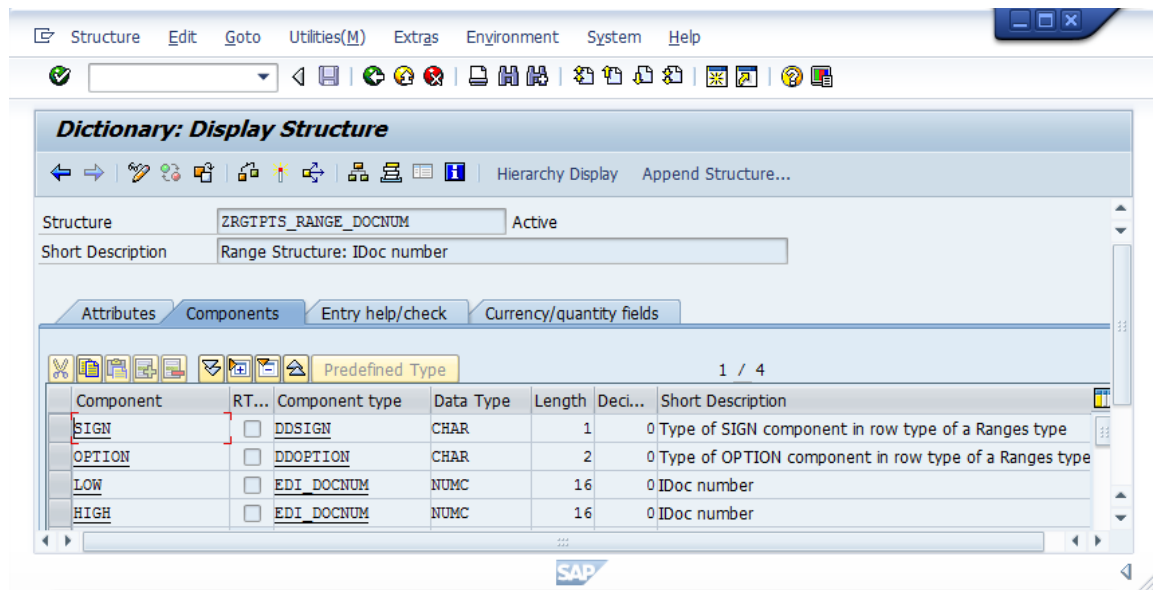 Structure Edit Goto Utilities(M) Extras Environment System Help
Dictionary: Display Structure
Hierarchy Display Append Structure...
Structure ZRGTPTS_RANGE_DOCNUM Active
Short Description Range Structure: IDoc number
Attributes Components Entry help/check Currency/quantity fields
Predefined Type 1 / 4
Component RT... Component type Data Type Length Deci... Short Description
SIGN DDSIGN CHAR 1 0 Type of SIGN component in row type of a Ranges type
OPTION DDOPTION CHAR 2 0 Type of OPTION component in row type of a Ranges type
LOW EDI_DOCNUM NUMC 16 0 IDoc number
HIGH EDI_DOCNUM NUMC 16 0 IDoc number
SAP